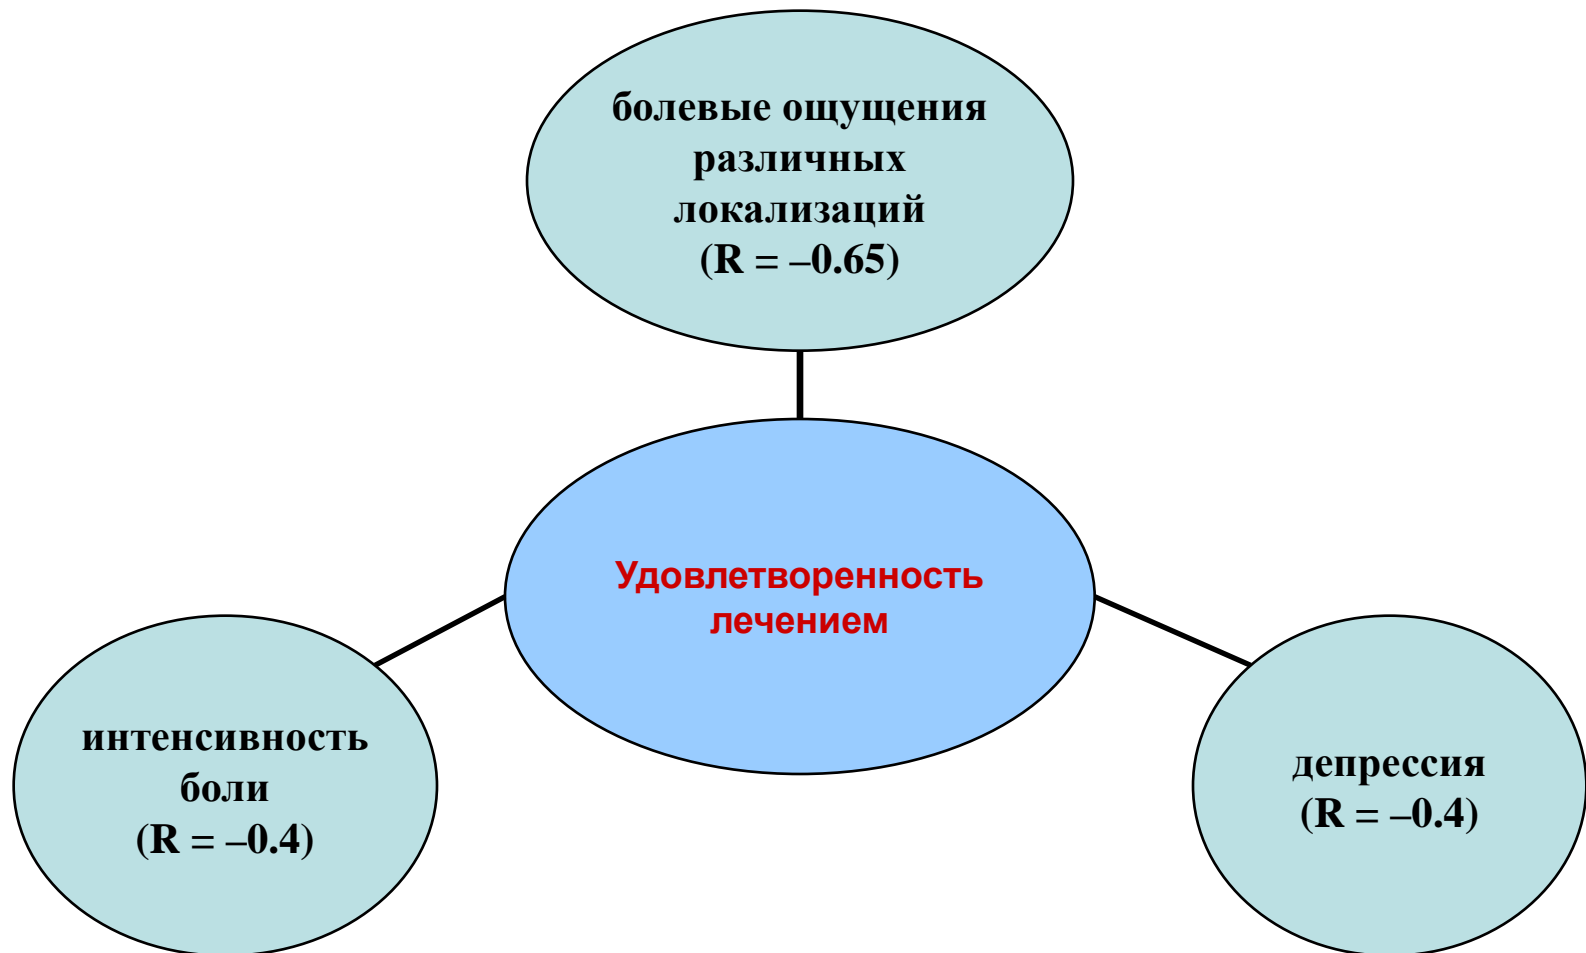 болевые ощущения
различных
локализаций
(R = –0.65)
Удовлетворенность
лечением
интенсивность
боли
(R = –0.4)
депрессия
(R = –0.4)